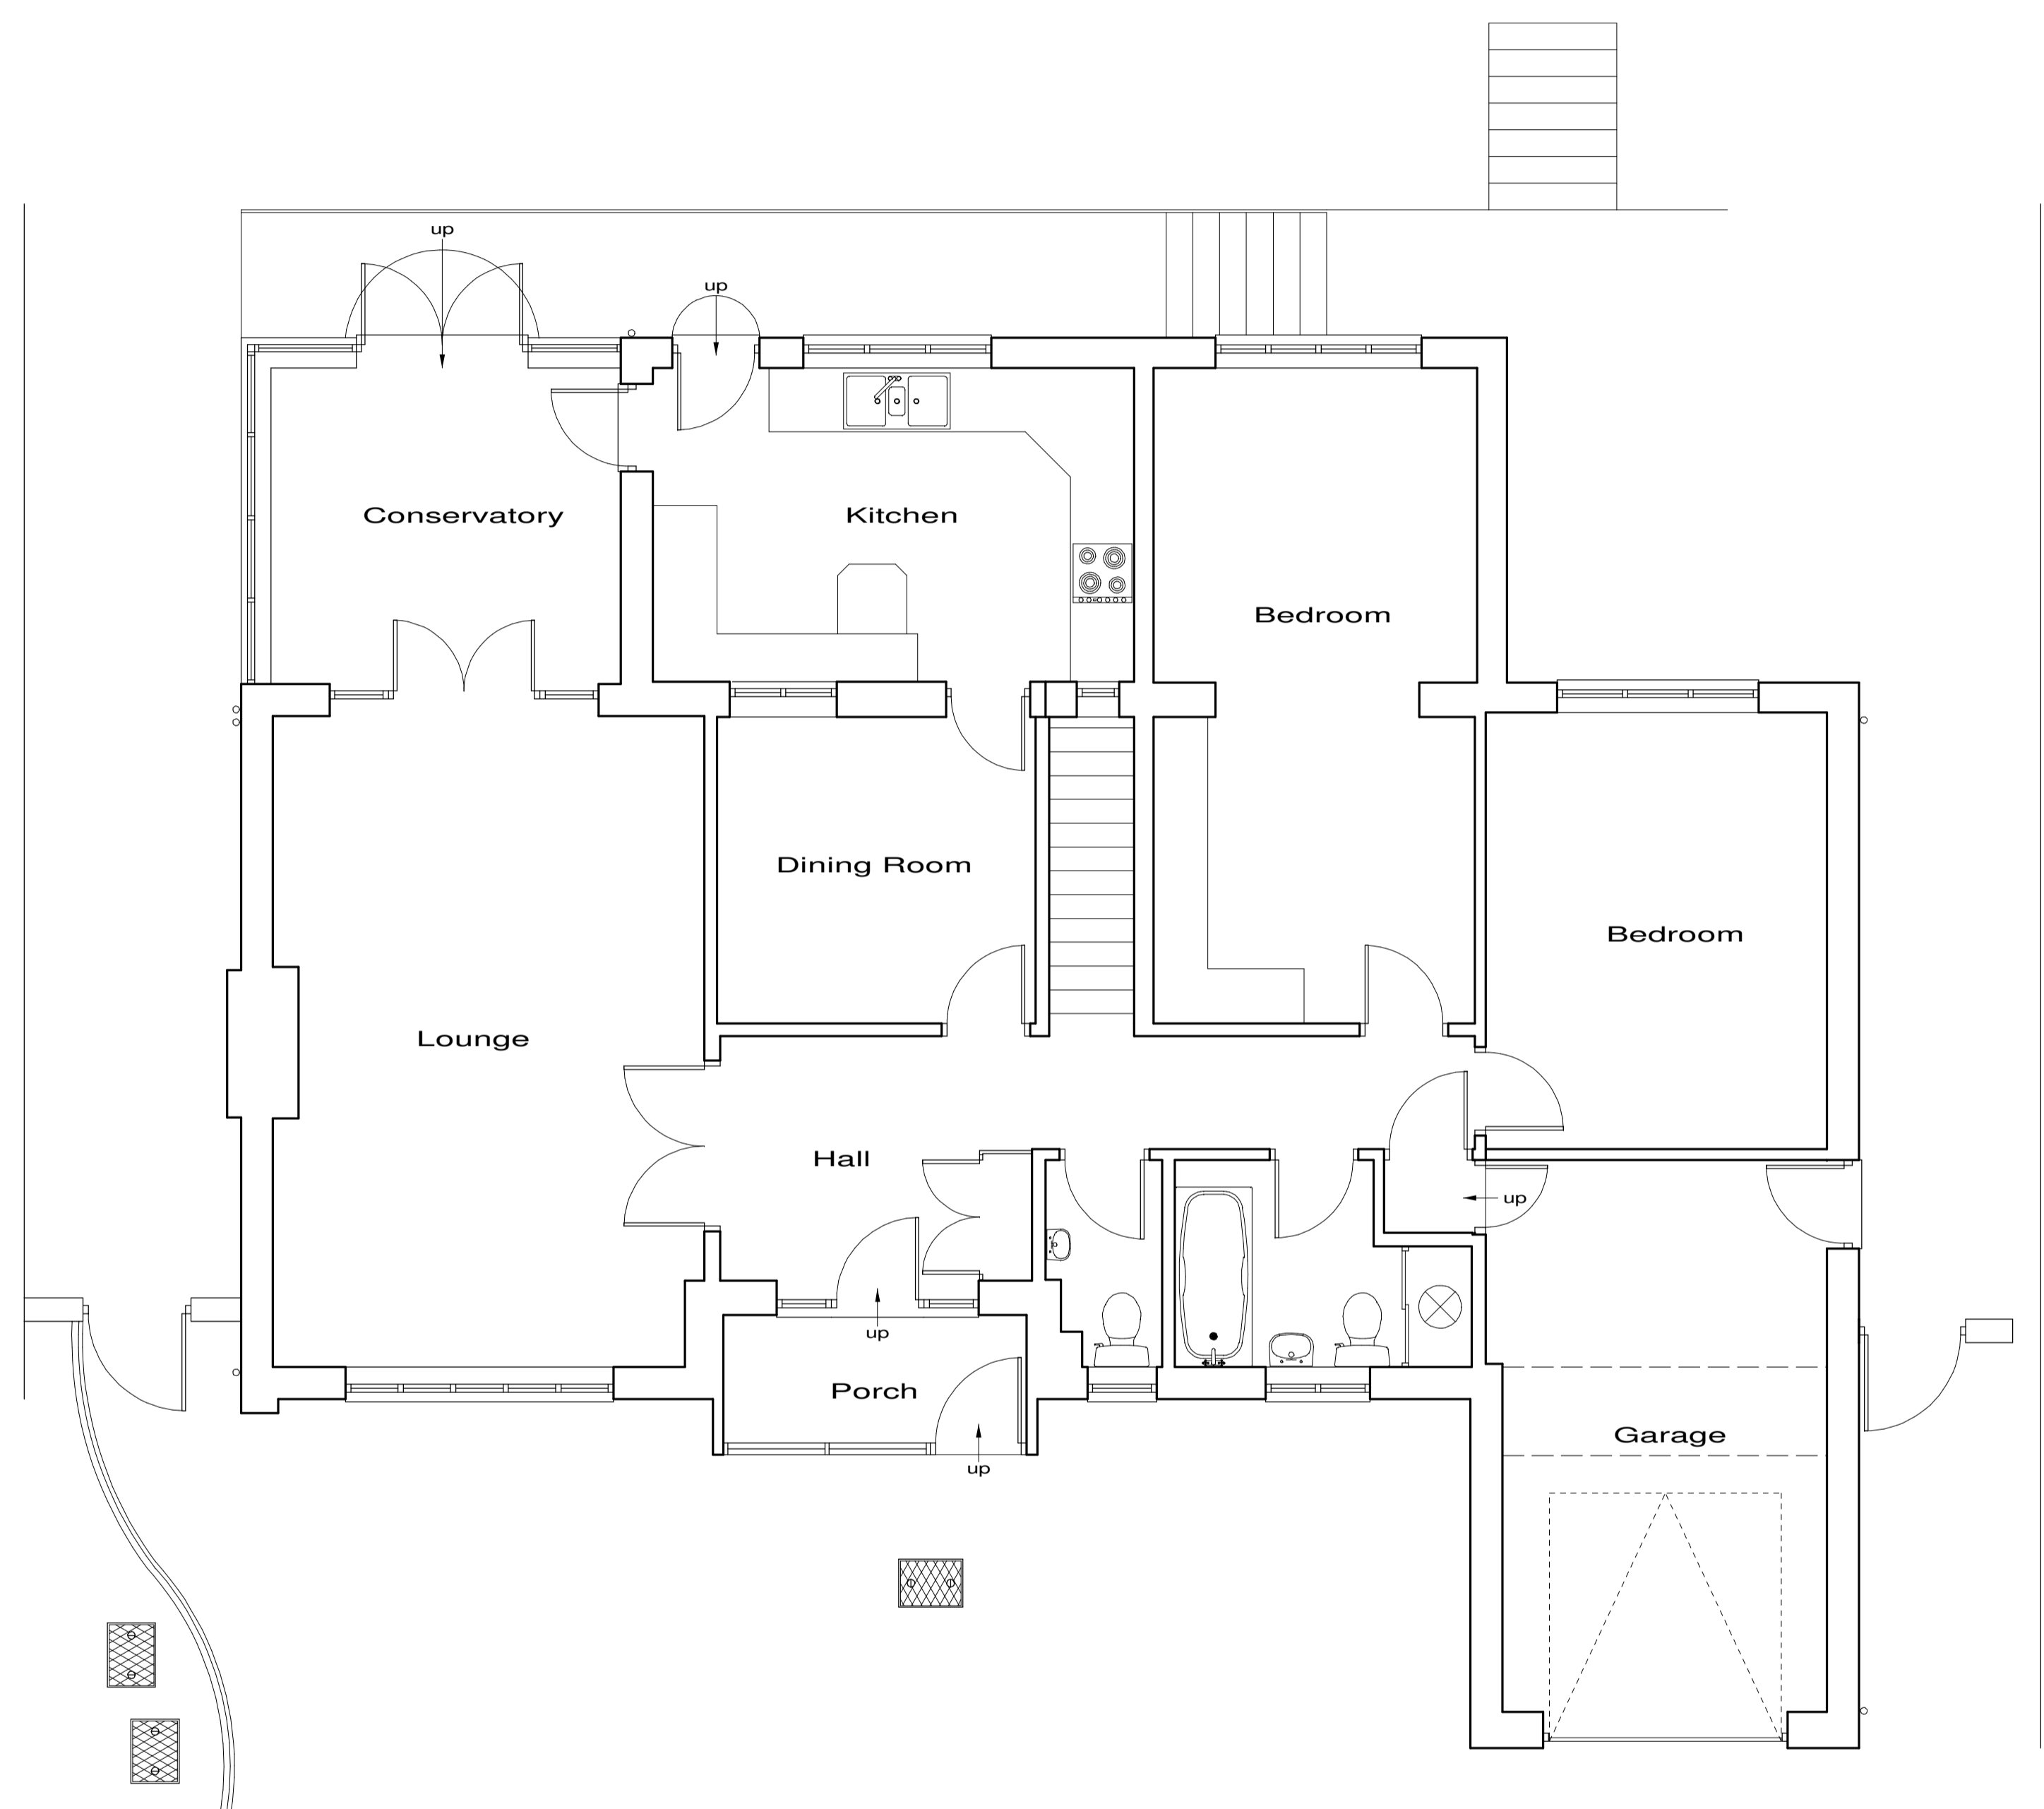 up
up
Conservatory
Kitchen
Bedroom
Dining Room
Bedroom
Lounge
Hall
up
up
Porch
Garage
up